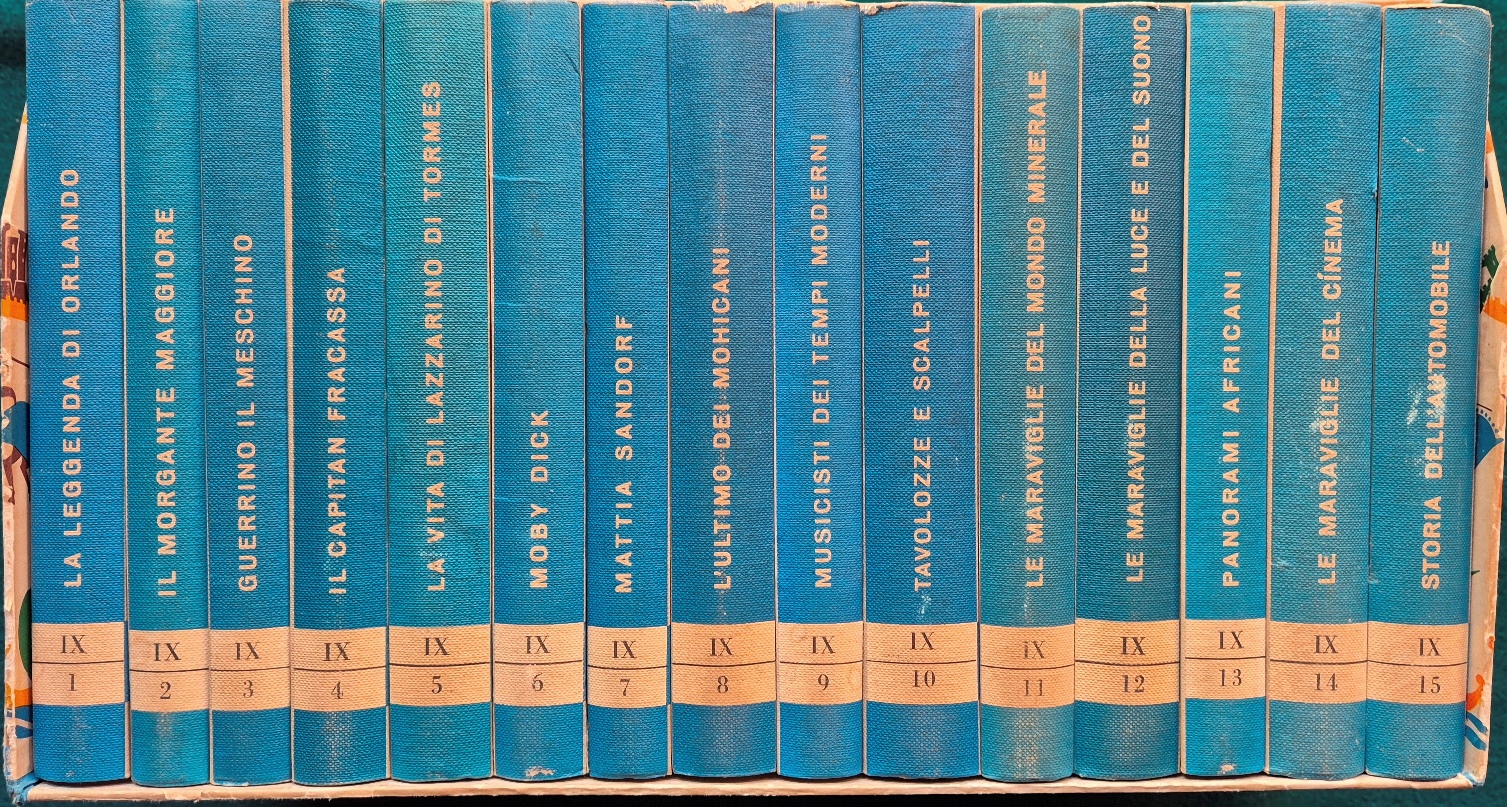 LA LEGGENDA DI ORLANDO
IX
1
IL MORGANTE MAGGIORE
IX
2
GUERRINO IL MESCHINO
IX
3
IL CAPITAN FRACASSA
IX
4
LA VITA DI LAZZARINO DI TORMES
IX
5
MOBY DICK
IX
6
MATTIA SANDORF
IX
7
L'ULTIMO DEI MOHICANI
IX
8
MUSICISTI DEI TEMPI MODERNI
IX
9
TAVOLOZZE E SCALPELLI
IX
10
LE MARAVIGLIE DEL MONDO MINERALE
IX
11
LE MARAVIGLIE DELLA LUCE E DEL SUONO
IX
12
PANORAMI AFRICANI
IX
13
LE MARAVIGLIE DEL CÍNEMA
IX
14
STORIA DELL'AUTOMOBILE
IX
15